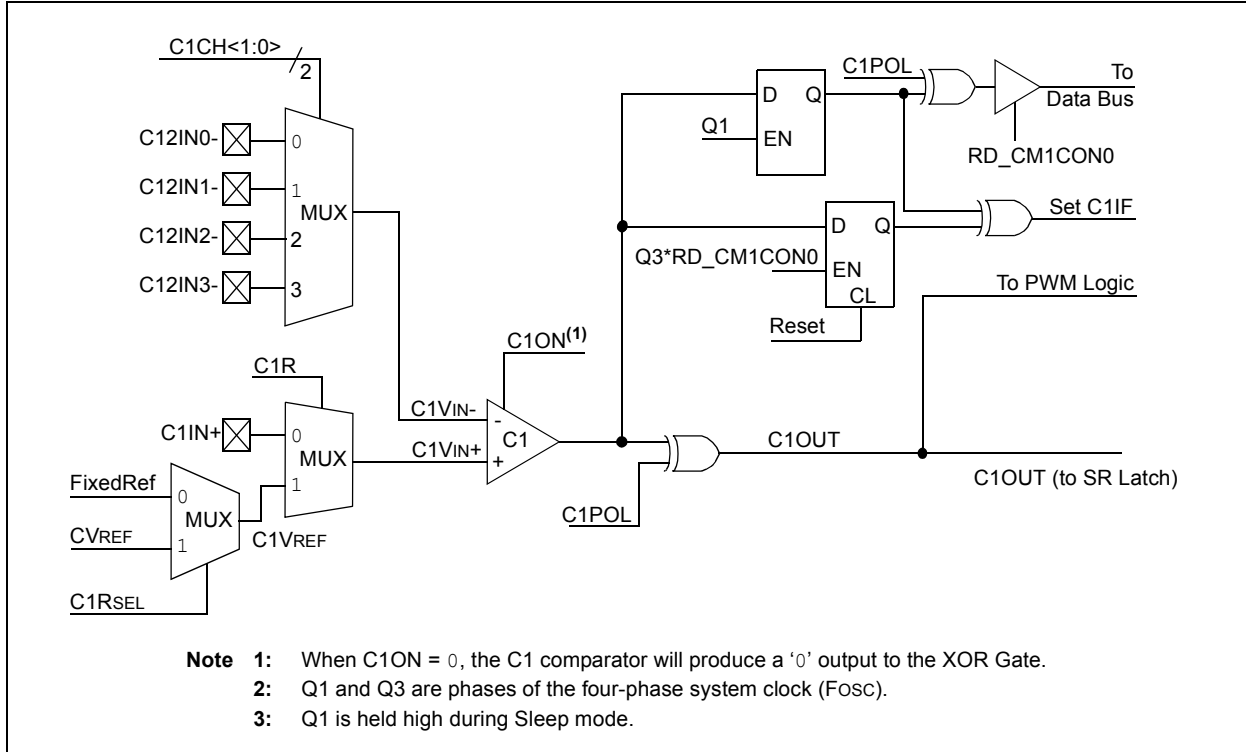 C1CH<1:0>
2
C12IN0-
0
C12IN1-
1
MUX
C12IN2-
2
C12IN3-
3
C1POL
To
Data Bus
D Q
Q1
EN
RD_CM1CON0
Set C1IF
D Q
Q3*RD_CM1CON0
EN
CL
To PWM Logic
Reset
C1ON(1)
C1R
C1VIN-
-
C1IN+
0
MUX
C1
C1VIN+
+
1
C1OUT
FixedRef
0
MUX
C1OUT (to SR Latch)
CVREF
1
C1VREF
C1POL
C1RSEL
Note 1: When C1ON = 0, the C1 comparator will produce a ‘0’ output to the XOR Gate.
2: Q1 and Q3 are phases of the four-phase system clock (FOSC).
3: Q1 is held high during Sleep mode.